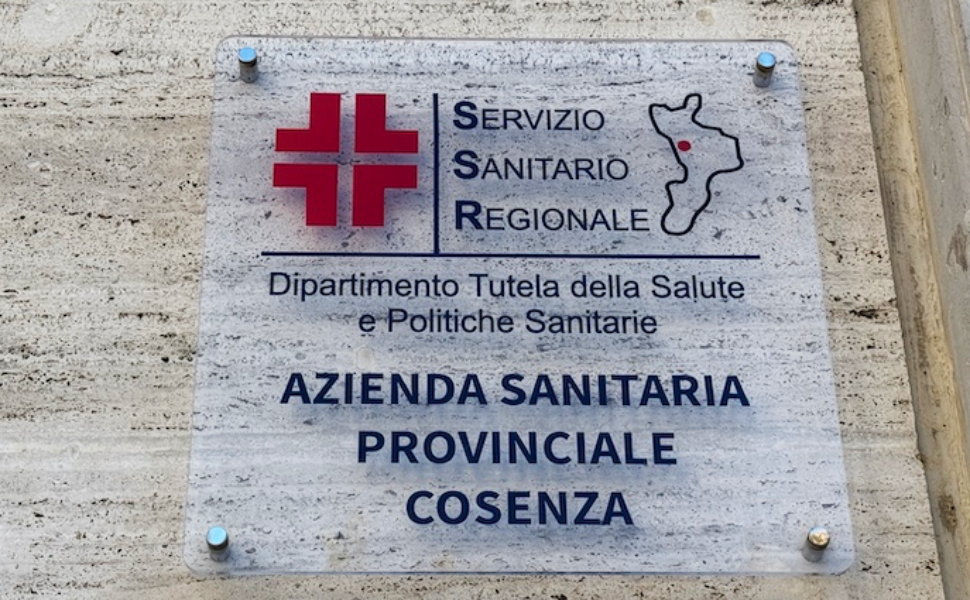 SERVIZIO
SANITARIO
REGIONALE
Dipartimento Tutela della Salute
e Politiche Sanitarie
AZIENDA SANITARIA
PROVINCIALE
COSENZA